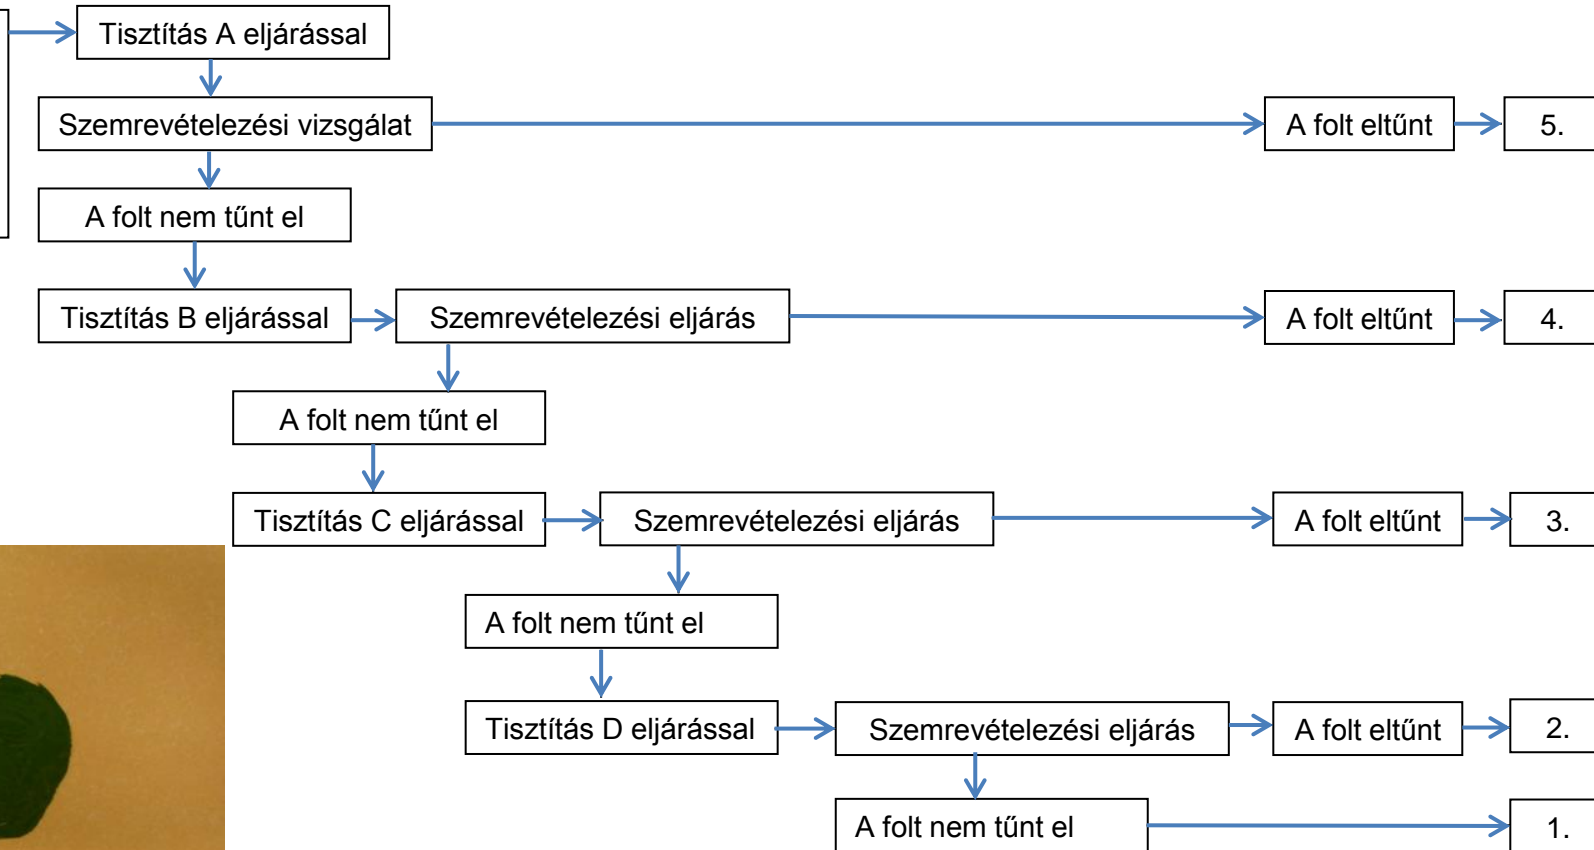 Tisztítás A eljárással
Szemrevételezési vizsgálat
A folt eltűnt
5.
A folt nem tűnt el
Tisztítás B eljárással
Szemrevételezési eljárás
A folt eltűnt
4.
A folt nem tűnt el
Tisztítás C eljárással
Szemrevételezési eljárás
A folt eltűnt
3.
A folt nem tűnt el
Tisztítás D eljárással
Szemrevételezési eljárás
A folt eltűnt
2.
A folt nem tűnt el
1.